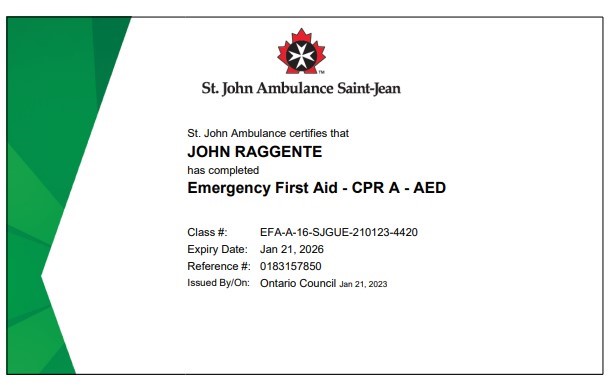 St. John Ambulance Saint-Jean
St. John Ambulance certifies that
JOHN RAGGENTE
has completed
Emergency First Aid - CPR A - AED
Class #: EFA-A-16-SJGUE-210123-4420
Expiry Date: Jan 21, 2026
Reference #: 0183157850
Issued By/On: Ontario Council Jan 21, 2023